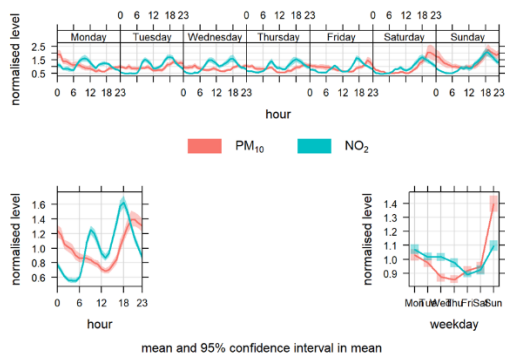 0 6 12 18 23 0 6 12 18 23 0 6 12 18 23
Monday Tuesday Wednesday Thursday Friday Saturday Sunday
normalised level
2.5
1.5
0.5
0 6 12 18 23 0 6 12 18 23 0 6 12 18 23 0 6 12 18 23
hour
PM10 NO2
normalised level
1.6
1.4
1.2
1.0
0.8
0.6
0 6 12 18 23
hour
normalised level
1.4
1.3
1.2
1.1
1.0
0.9
Mon Tue Wed Thu Fri Sat Sun
weekday
mean and 95% confidence interval in mean